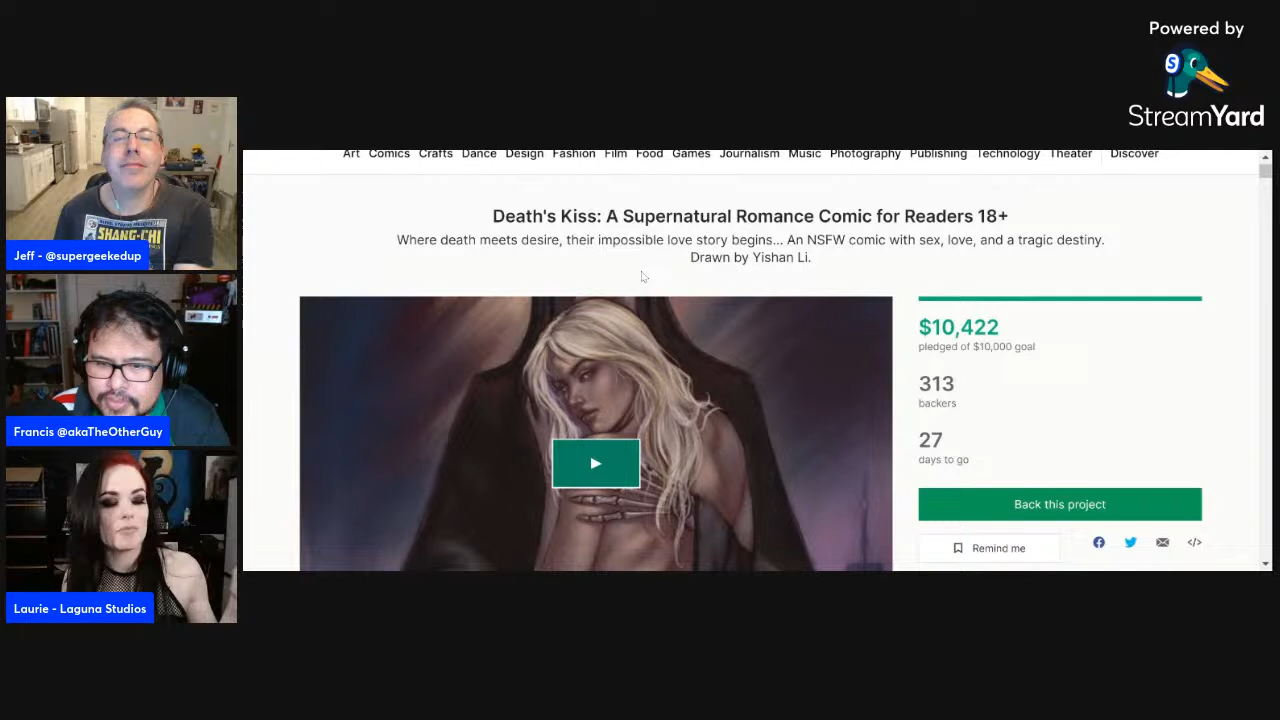 Powered by
S
StreamYard
Art Comics Crafts Dance Design Fashion Film Food Games Journalism Music Photography Publishing Technology Theater Discover
Death's Kiss: A Supernatural Romance Comic for Readers 18+
Where death meets desire, their impossible love story begins... An NSFW comic with sex, love, and a tragic destiny.
Drawn by Yishan Li.
$10,422
pledged of $10,000 goal
313
backers
27
days to go
Back this project
Remind me
</>
SHANG-CHI
Jeff - @supergeekedup
Francis @akaTheOtherGuy
Laurie - Laguna Studios